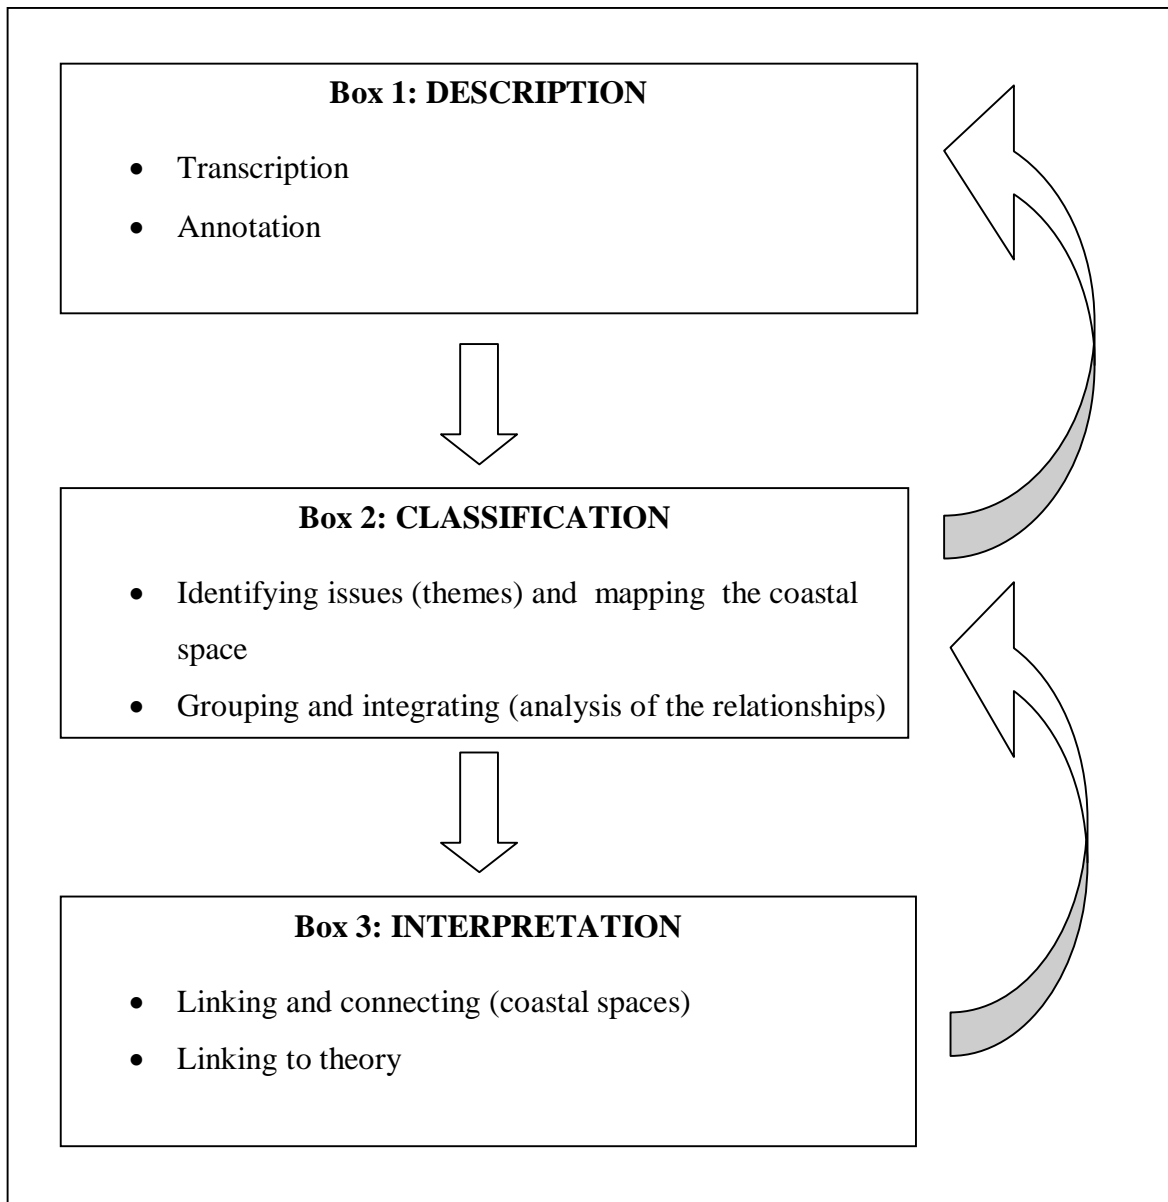 Box 1: DESCRIPTION
• Transcription
• Annotation
Box 2: CLASSIFICATION
• Identifying issues (themes) and mapping the coastal
space
• Grouping and integrating (analysis of the relationships)
Box 3: INTERPRETATION
• Linking and connecting (coastal spaces)
• Linking to theory